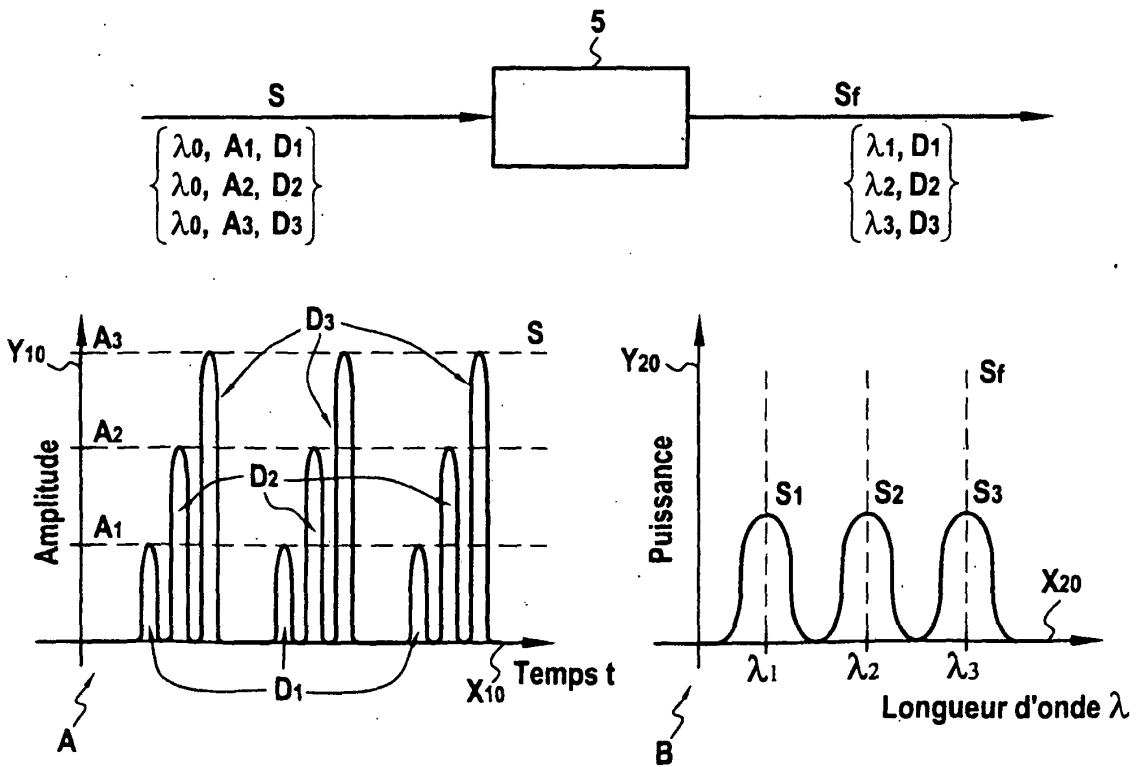 5
S
Sf
λ0, A1, D1
λ0, A2, D2
λ0, A3, D3
λ1, D1
λ2, D2
λ3, D3
Y10
A3
D3
S
A2
D2
A1
Amplitude
D1
X10
Temps t
A
Y20
Sf
Puissance
S1
S2
S3
X20
λ1
λ2
λ3
Longueur d'onde λ
B